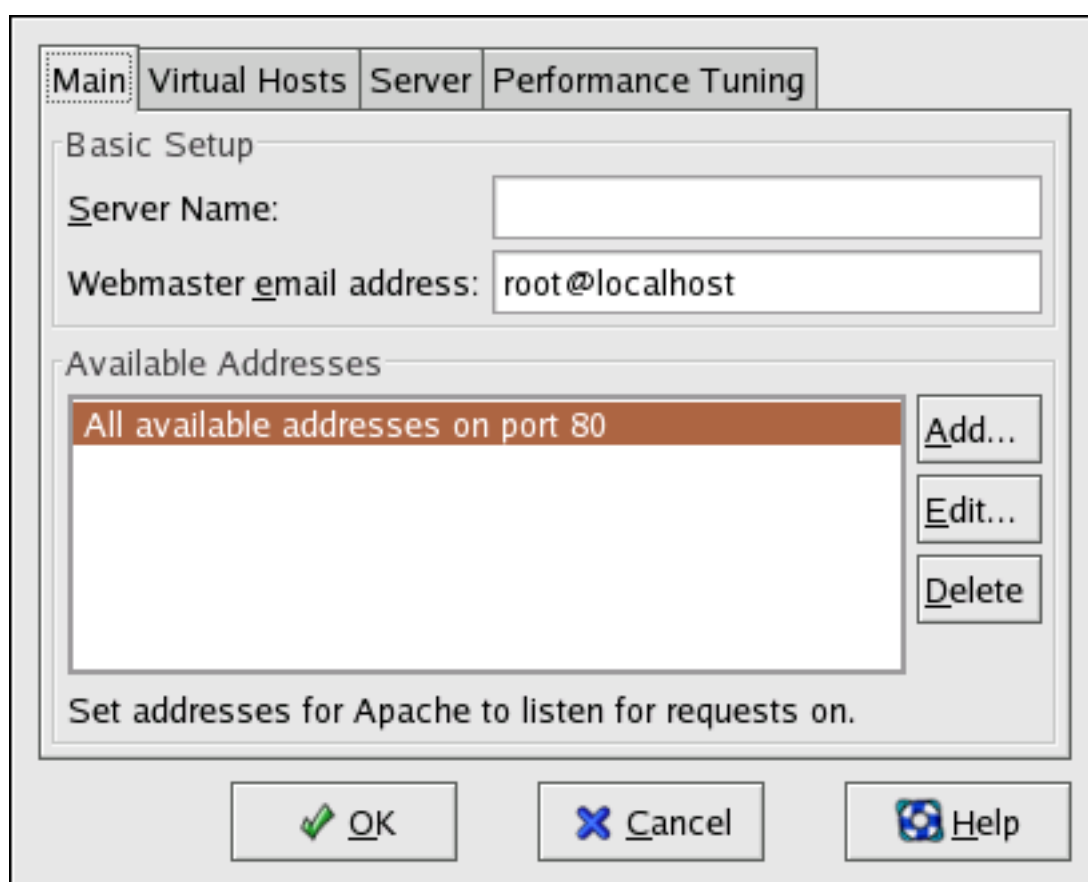 Main Virtual Hosts Server Performance Tuning
Basic Setup
Server Name:
Webmaster email address: root@localhost
Available Addresses
All available addresses on port 80
Add...
Edit...
Delete
Set addresses for Apache to listen for requests on.
OK Cancel Help